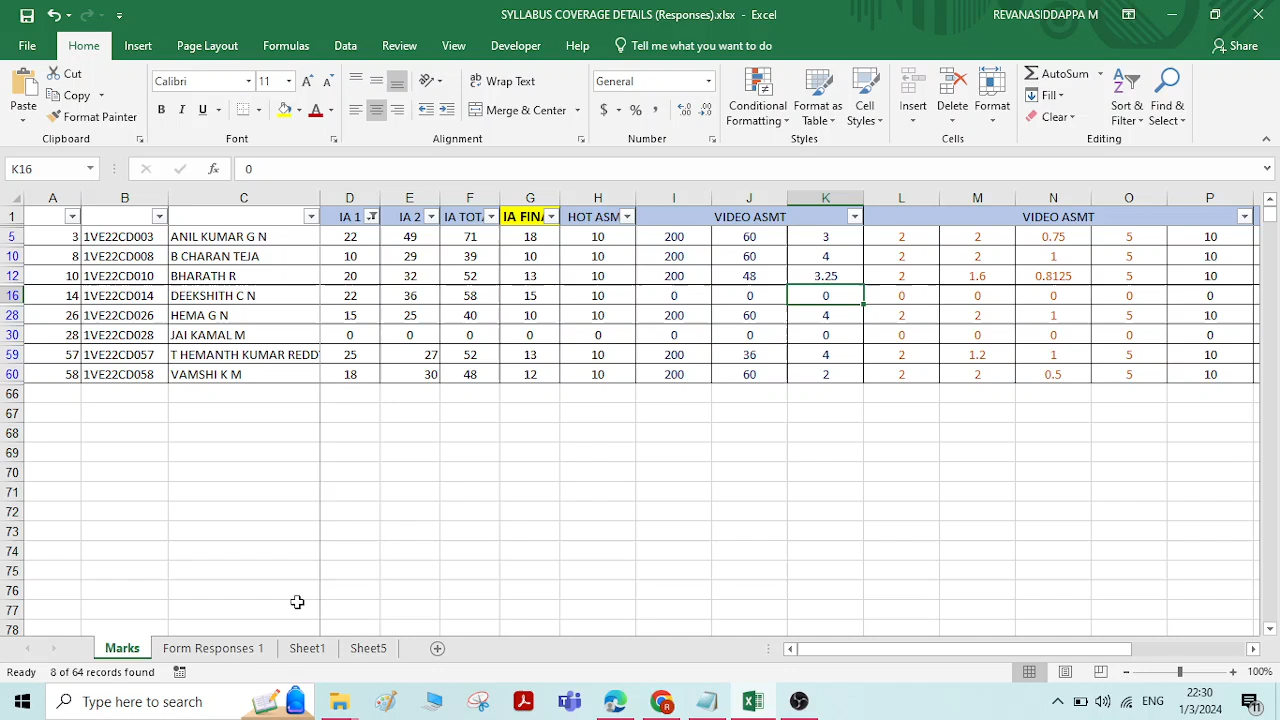 SYLLABUS COVERAGE DETAILS (Responses).xlsx - Excel
REVANASIDDAPPA M
File Home Insert Page Layout Formulas Data Review View Developer Help Tell me what you want to do Share
Paste
Cut
Copy
Format Painter
Calibri 11
B I U
Wrap Text
Merge & Center
General
$ % ,
Conditional Formatting
Format as Table
Cell Styles
Insert Delete Format
AutoSum
Fill
Clear
Sort & Filter
Find & Select
Clipboard Font Alignment Number Styles Cells Editing
K16 fx 0
A B C D E F G H I J K L M N O P
1 IA 1 IA 2 IA TOT IA FIN HOT ASM VIDEO ASMT VIDEO ASMT
5 3 1VE22CD003 ANIL KUMAR G N 22 49 71 18 10 200 60 3 2 2 0.75 5 10
10 8 1VE22CD008 B CHARAN TEJA 10 29 39 10 10 200 60 4 2 2 1 5 10
12 10 1VE22CD010 BHARATH R 20 32 52 13 10 200 48 3.25 2 1.6 0.8125 5 10
16 14 1VE22CD014 DEEKSHITH C N 22 36 58 15 10 0 0 0 0 0 0 0 0
28 26 1VE22CD026 HEMA G N 15 25 40 10 10 200 60 4 2 2 1 5 10
30 28 1VE22CD028 JAI KAMAL M 0 0 0 0 0 0 0 0 0 0 0 0 0
59 57 1VE22CD057 T HEMANTH KUMAR REDD 25 27 52 13 10 200 36 4 2 1.2 1 5 10
60 58 1VE22CD058 VAMSHI K M 18 30 48 12 10 200 60 2 2 2 0.5 5 10
66
67
68
69
70
71
72
73
74
75
76
77
78
Marks Form Responses 1 Sheet1 Sheet5
Ready 8 of 64 records found 100%
Type here to search
ENG
22:30
1/3/2024